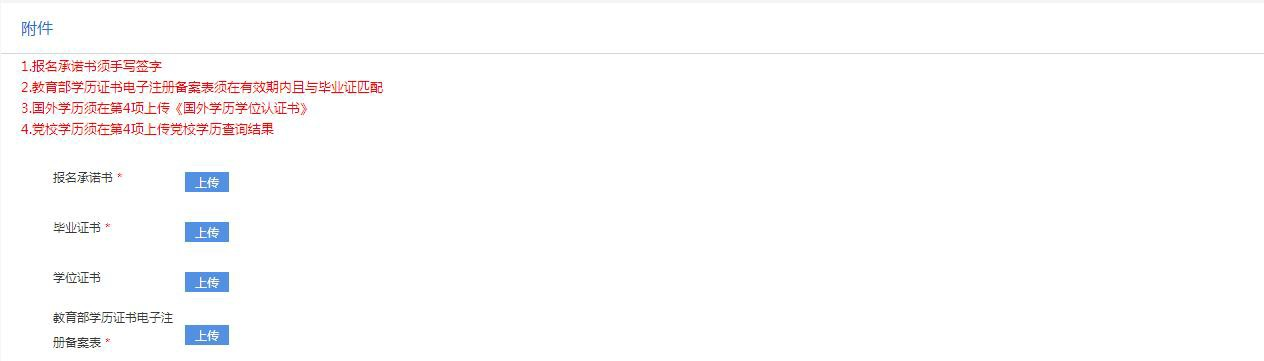 附件
1.报名承诺书须手写签字
2.教育部学历证书电子注册备案表须在有效期内且与毕业证匹配
3.国外学历须在第4项上传《国外学历学位认证书》
4.党校学历须在第4项上传党校学历查询结果
报名承诺书 * 上传
毕业证书 * 上传
学位证书 上传
教育部学历证书电子注
册备案表 * 上传